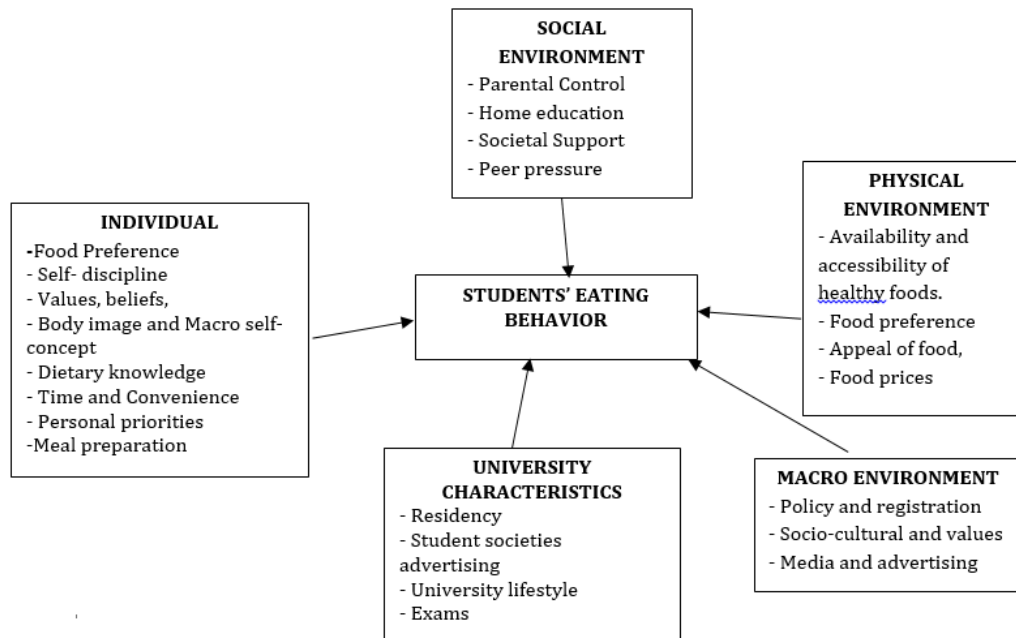 SOCIAL
ENVIRONMENT
- Parental Control
- Home education
- Societal Support
- Peer pressure
PHYSICAL
ENVIRONMENT
- Availability and
accessibility of
healthy foods.
- Food preference
- Appeal of food,
- Food prices
INDIVIDUAL
-Food Preference
- Self- discipline
- Values, beliefs,
- Body image and Macro self-
concept
- Dietary knowledge
- Time and Convenience
- Personal priorities
-Meal preparation
STUDENTS’ EATING
BEHAVIOR
UNIVERSITY
CHARACTERISTICS
- Residency
- Student societies
advertising
- University lifestyle
- Exams
MACRO ENVIRONMENT
- Policy and registration
- Socio-cultural and values
- Media and advertising